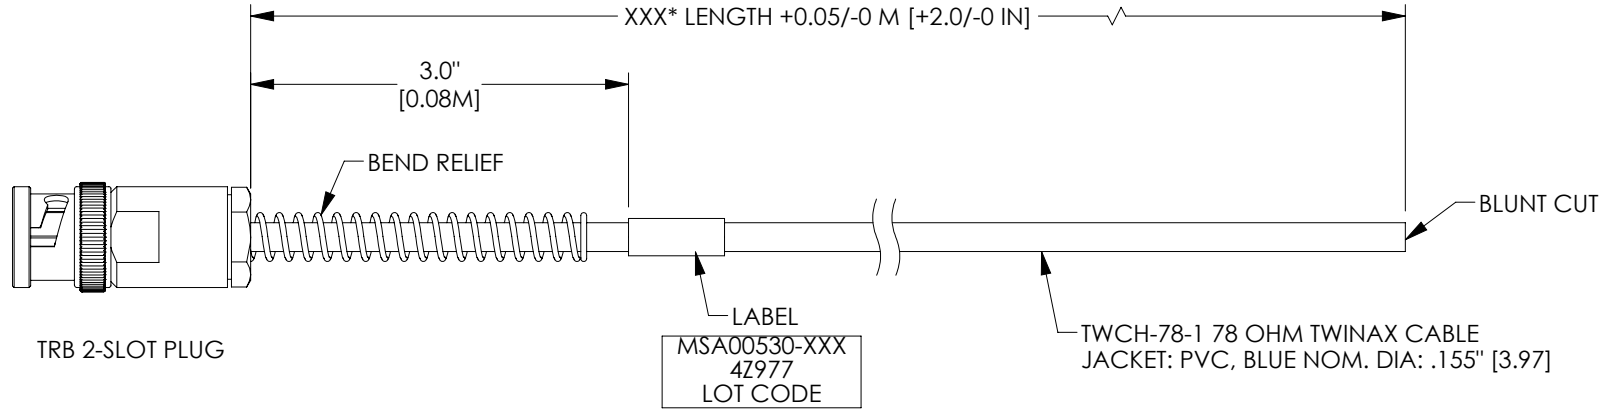 XXX* LENGTH +0.05/-0 M [+2.0/-0 IN]
3.0"
[0.08M]
BEND RELIEF
BLUNT CUT
LABEL
MSA00530-XXX
4Z977
LOT CODE
TWCH-78-1 78 OHM TWINAX CABLE
JACKET: PVC, BLUE NOM. DIA: .155" [3.97]
TRB 2-SLOT PLUG